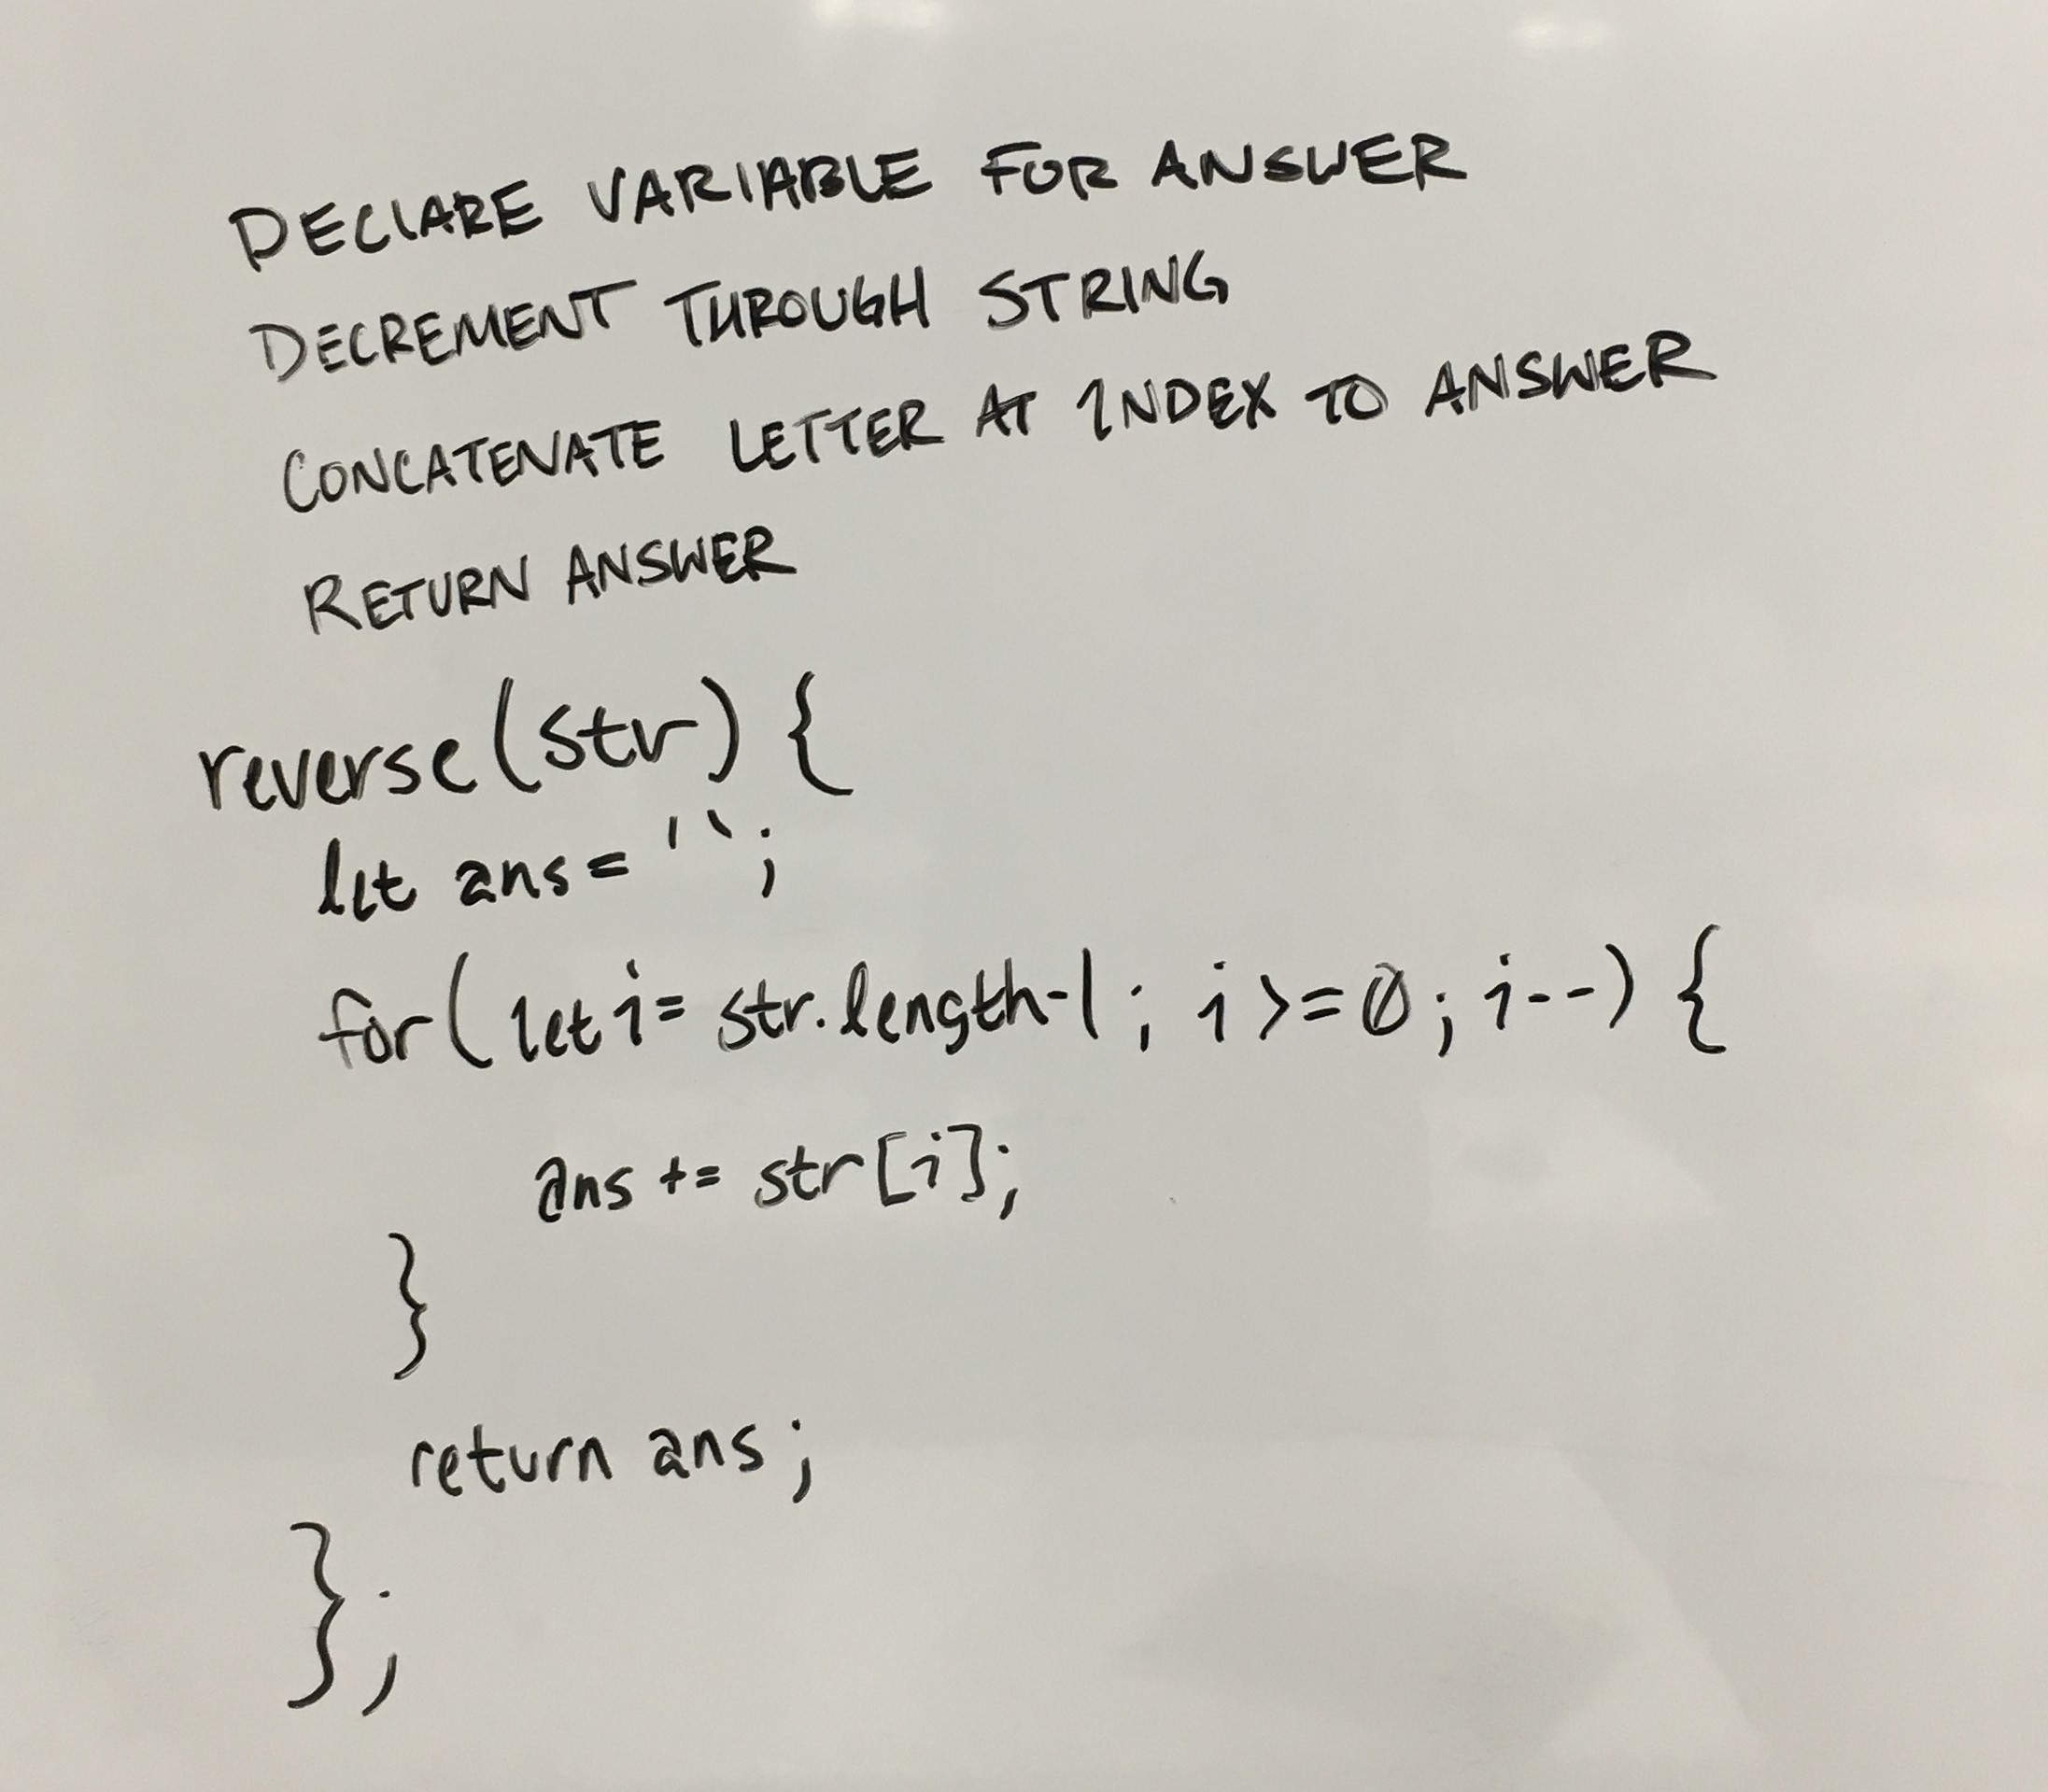 DECLARE VARIABLE FOR ANSWER
DECREMENT THROUGH STRING
CONCATENATE LETTER AT INDEX TO ANSWER
RETURN ANSWER
reverse(str) {
let ans = '';
for( let i = str.length-1; i >= 0; i--) {
ans += str[i];
}
return ans;
};